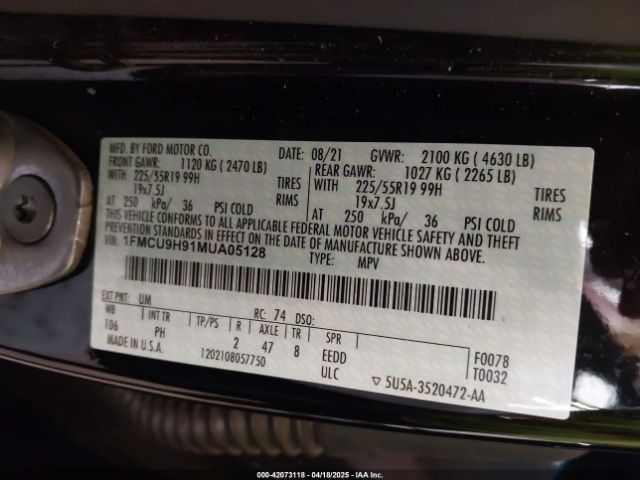 MFD. BY FORD MOTOR CO. DATE: 08/21 GVWR: 2100 KG ( 4630 LB)
FRONT GAWR: 1120 KG ( 2470 LB) REAR GAWR: 1027 KG ( 2265 LB)
WITH 225/55R19 99H TIRES WITH 225/55R19 99H TIRES
19x7.5J RIMS 19x7.5J RIMS
AT 250 kPa/ 36 PSI COLD AT 250 kPa/ 36 PSI COLD
THIS VEHICLE CONFORMS TO ALL APPLICABLE FEDERAL MOTOR VEHICLE SAFETY AND THEFT
PREVENTION STANDARDS IN EFFECT ON THE DATE OF MANUFACTURE SHOWN ABOVE.
VIN: 1FMCU9H91MUA05128 TYPE: MPV
EXT PNT: UM RC: 74 DSO:
WB INT TR TP/PS R AXLE TR SPR
106 PH 2 47 8 EEDD F0078
MADE IN U.S.A. 1202108057750 ULC T0032
5U5A-3520472-AA
000-42073118 - 04/18/2025 - IAA Inc.